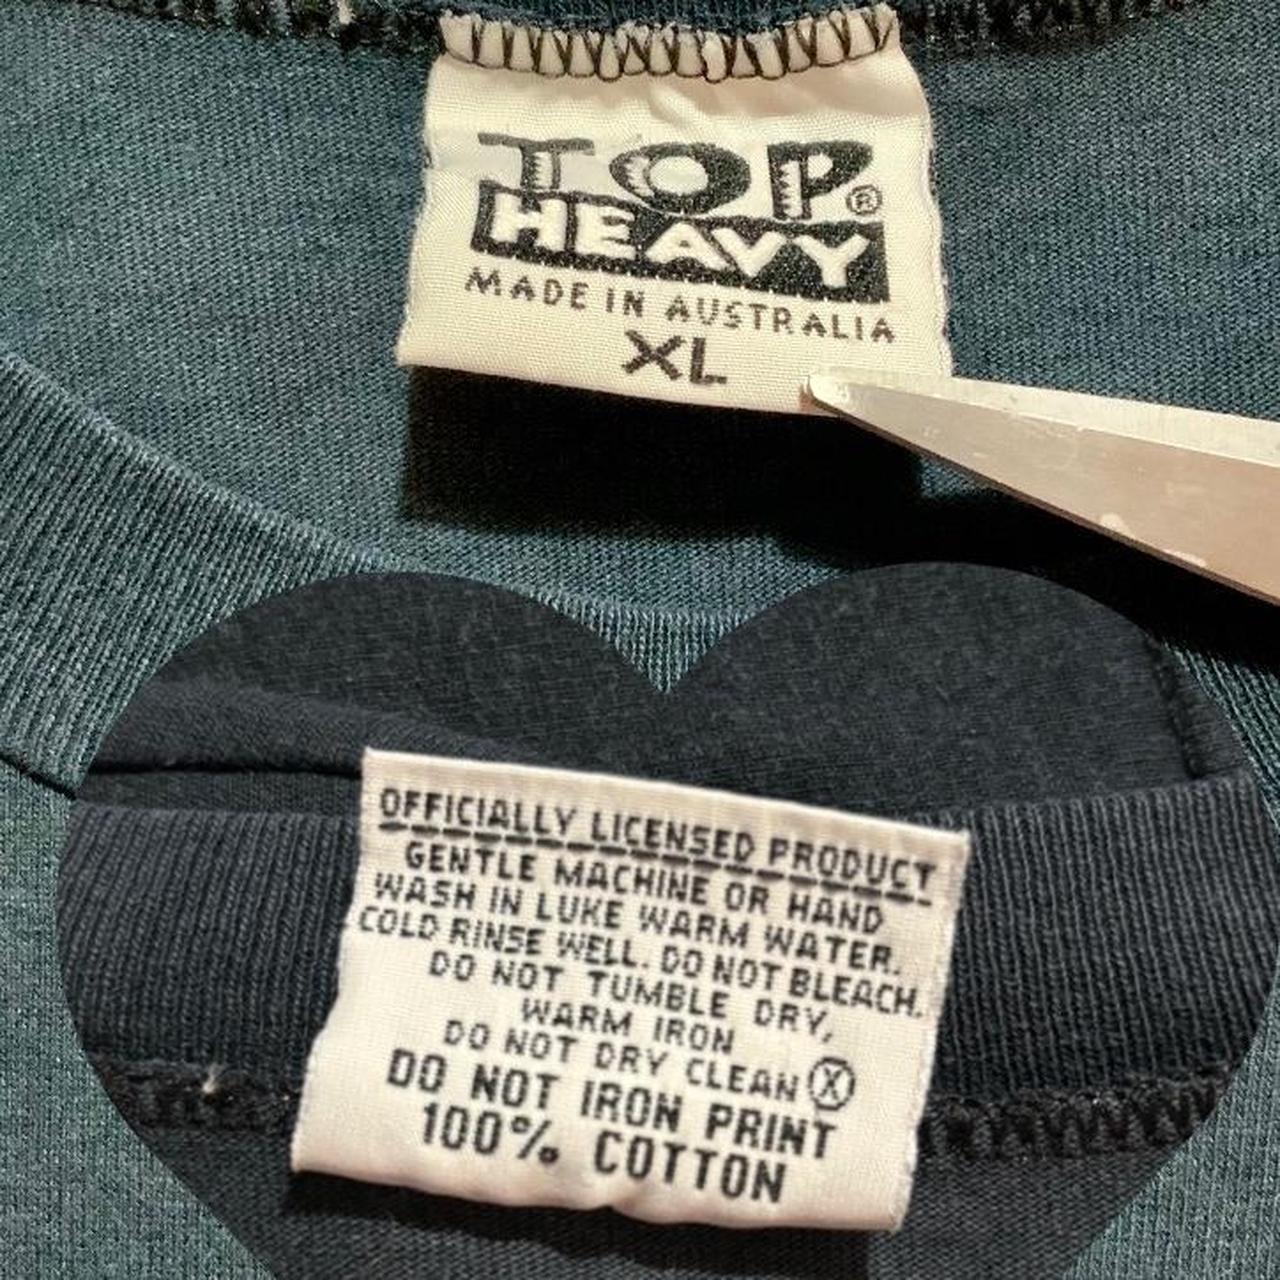 TOP®
HEAVY
MADE IN AUSTRALIA
XL
OFFICIALLY LICENSED PRODUCT
GENTLE MACHINE OR HAND
WASH IN LUKE WARM WATER.
COLD RINSE WELL. DO NOT BLEACH.
DO NOT TUMBLE DRY,
WARM IRON
DO NOT DRY CLEAN Ⓧ
DO NOT IRON PRINT
100% COTTON